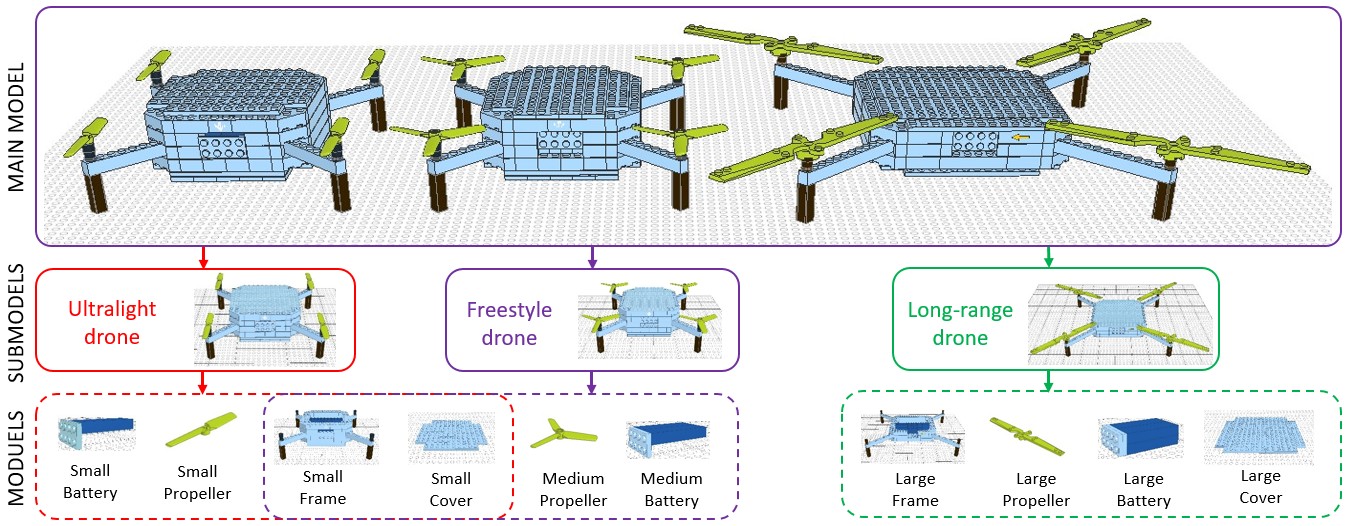 MAIN MODEL
SUBMODELS
Ultralight
drone
Freestyle
drone
Long-range
drone
MODUELS
Small
Battery
Small
Propeller
Small
Frame
Small
Cover
Medium
Propeller
Medium
Battery
Large
Frame
Large
Propeller
Large
Battery
Large
Cover